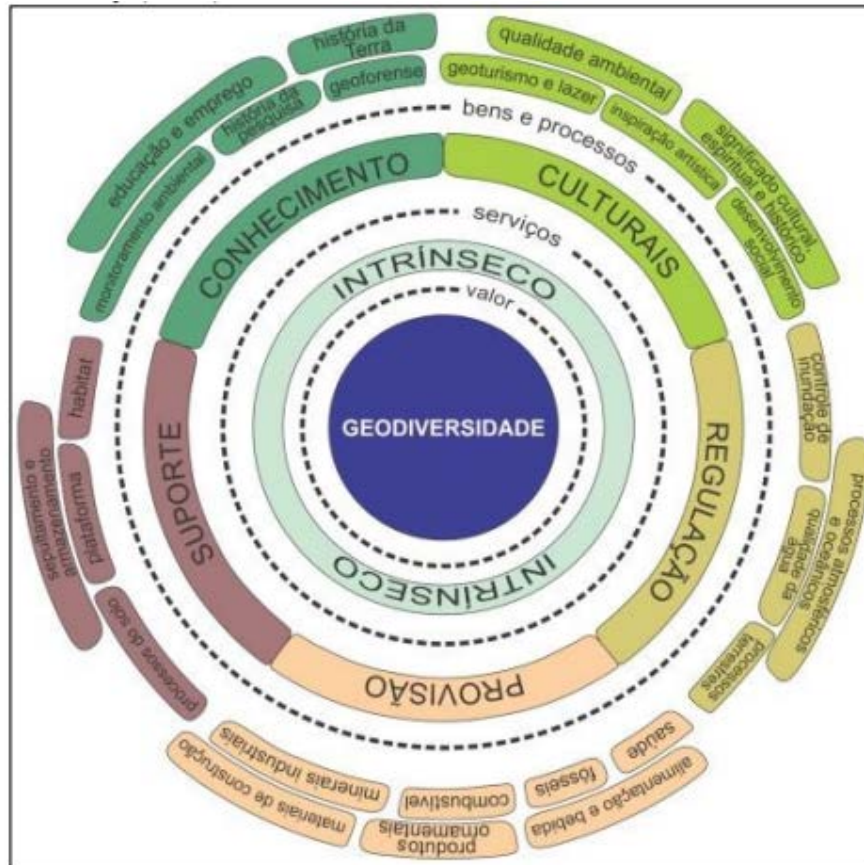 história da
Terra
geoforense
educação e emprego
história da
pesquisa
monitoramento ambiental
qualidade ambiental
geoturismo e lazer
inspiração artística
significado cultural
espiritual e histórico
desenvolvimento
social
bens e processos
CONHECIMENTO
CULTURAIS
serviços
INTRÍNSECO
valor
GEODIVERSIDADE
INTRÍNSECO
SUPORTE
REGULAÇÃO
PROVISÃO
habitat
plataforma
sepultamento e
armazenamento
processos do solo
controle de
inundação
processos atmosféricos
e oceânicos
qualidade da
água
processos
terrestres
minerais industriais
materiais de construção
combustível
produtos
ornamentais
fósseis
saúde
alimentação e bebida